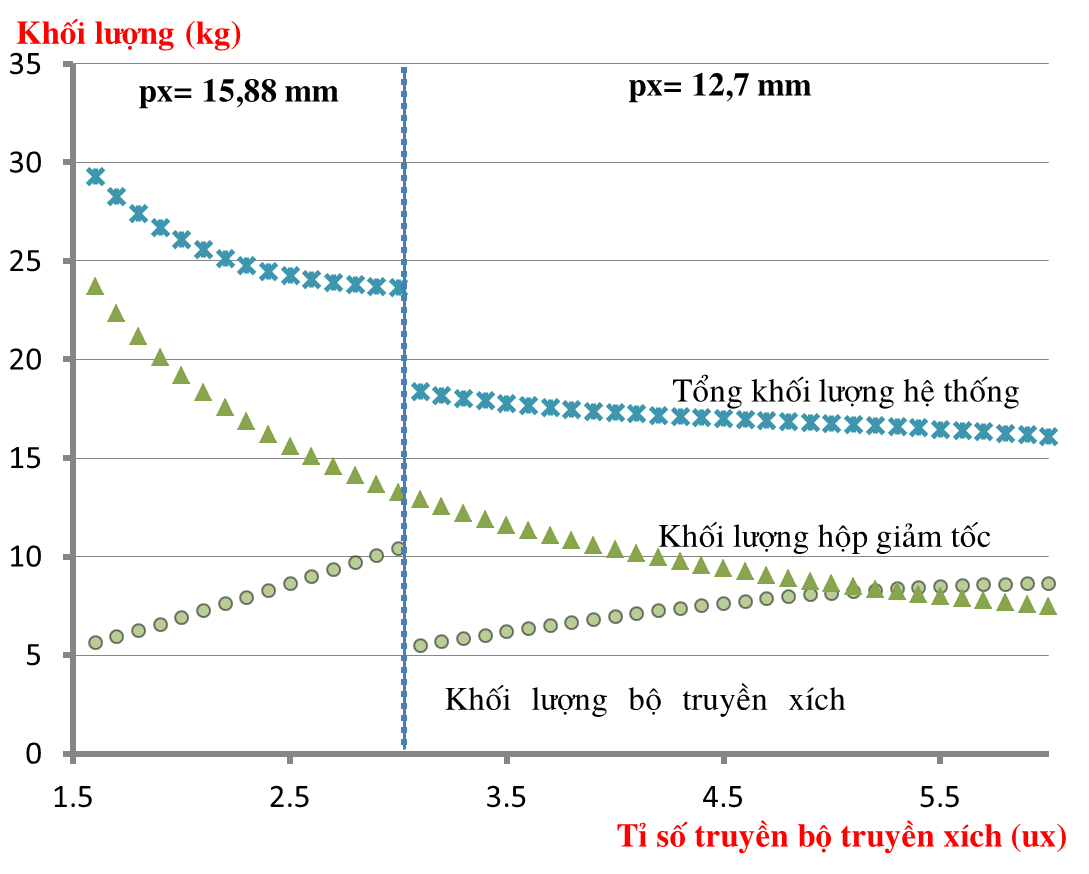 Khối lượng (kg)
35
px= 15,88 mm
px= 12,7 mm
30
25
20
Tổng khối lượng hệ thống
15
Khối lượng hộp giảm tốc
10
5
Khối lượng bộ truyền xích
0
1.5 2.5 3.5 4.5 5.5
Tỉ số truyền bộ truyền xích (ux)